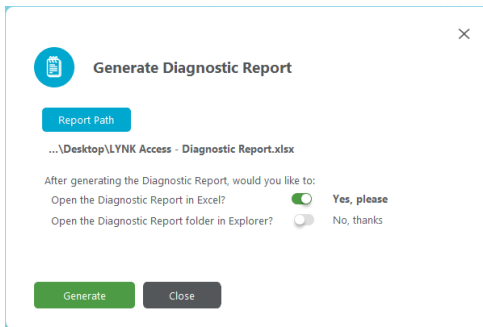 Generate Diagnostic Report
Report Path
...\Desktop\LYNK Access - Diagnostic Report.xlsx
After generating the Diagnostic Report, would you like to:
Open the Diagnostic Report in Excel? Yes, please
Open the Diagnostic Report folder in Explorer? No, thanks
Generate Close